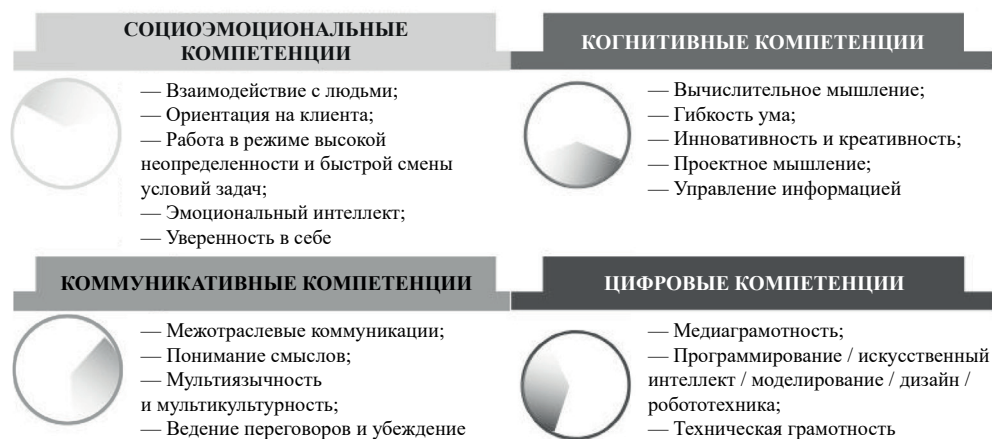 СОЦИОЭМОЦИОНАЛЬНЫЕ
КОМПЕТЕНЦИИ
— Взаимодействие с людьми;
— Ориентация на клиента;
— Работа в режиме высокой
неопределенности и быстрой смены
условий задач;
— Эмоциональный интеллект;
— Уверенность в себе
КОГНИТИВНЫЕ КОМПЕТЕНЦИИ
— Вычислительное мышление;
— Гибкость ума;
— Инновативность и креативность;
— Проектное мышление;
— Управление информацией
КОММУНИКАТИВНЫЕ КОМПЕТЕНЦИИ
— Межотраслевые коммуникации;
— Понимание смыслов;
— Мультиязычность
и мультикультурность;
— Ведение переговоров и убеждение
ЦИФРОВЫЕ КОМПЕТЕНЦИИ
— Медиаграмотность;
— Программирование / искусственный
интеллект / моделирование / дизайн /
робототехника;
— Техническая грамотность